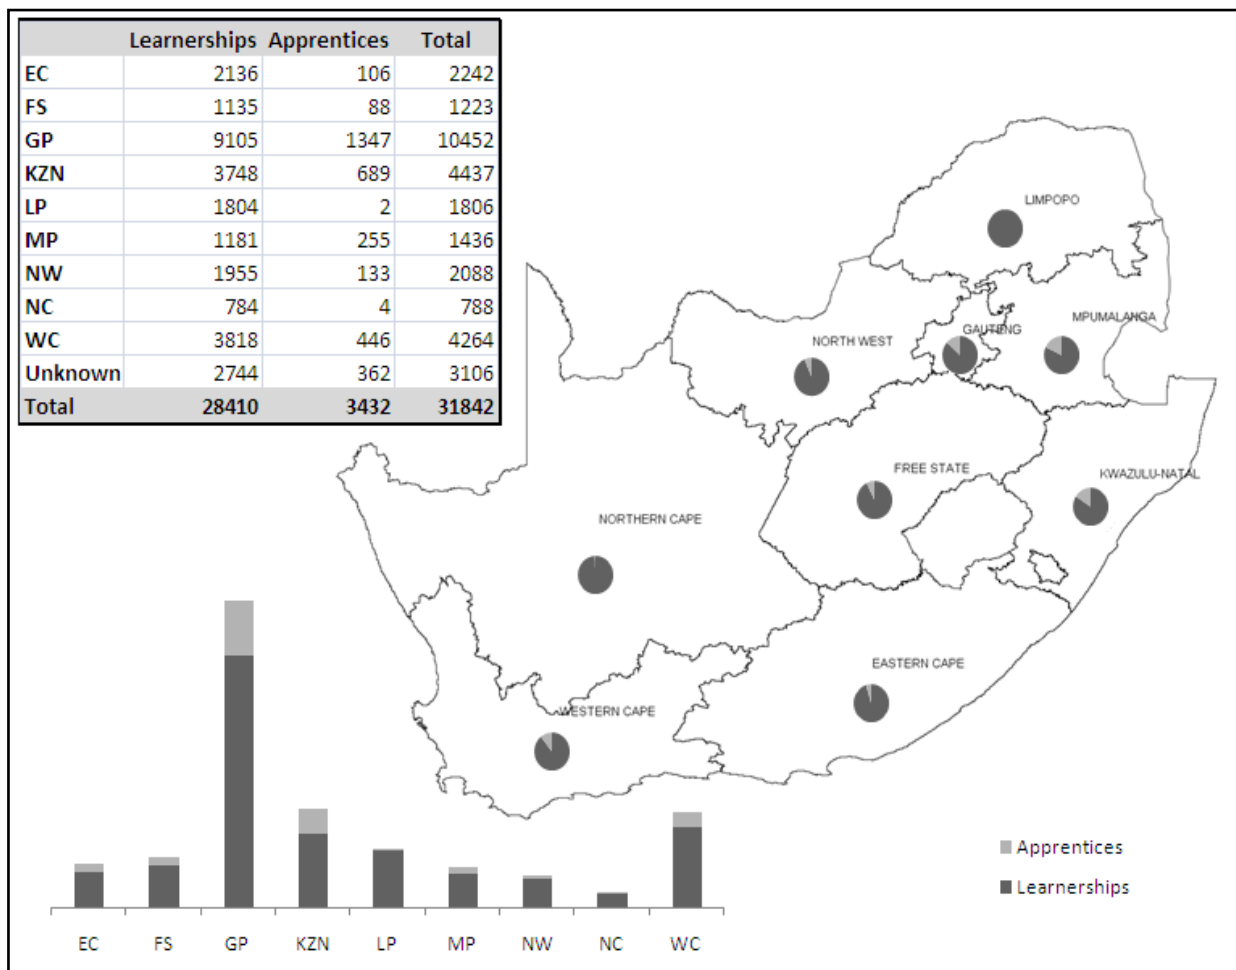 Learnerships Apprentices Total
EC 2136 106 2242
FS 1135 88 1223
GP 9105 1347 10452
KZN 3748 689 4437
LP 1804 2 1806
MP 1181 255 1436
NW 1955 133 2088
NC 784 4 788
WC 3818 446 4264
Unknown 2744 362 3106
Total 28410 3432 31842
LIMPOPO
MPUMALANGA
GAUTENG
NORTH WEST
FREE STATE
KWAZULU-NATAL
NORTHERN CAPE
EASTERN CAPE
WESTERN CAPE
Apprentices
Learnerships
EC FS GP KZN LP MP NW NC WC